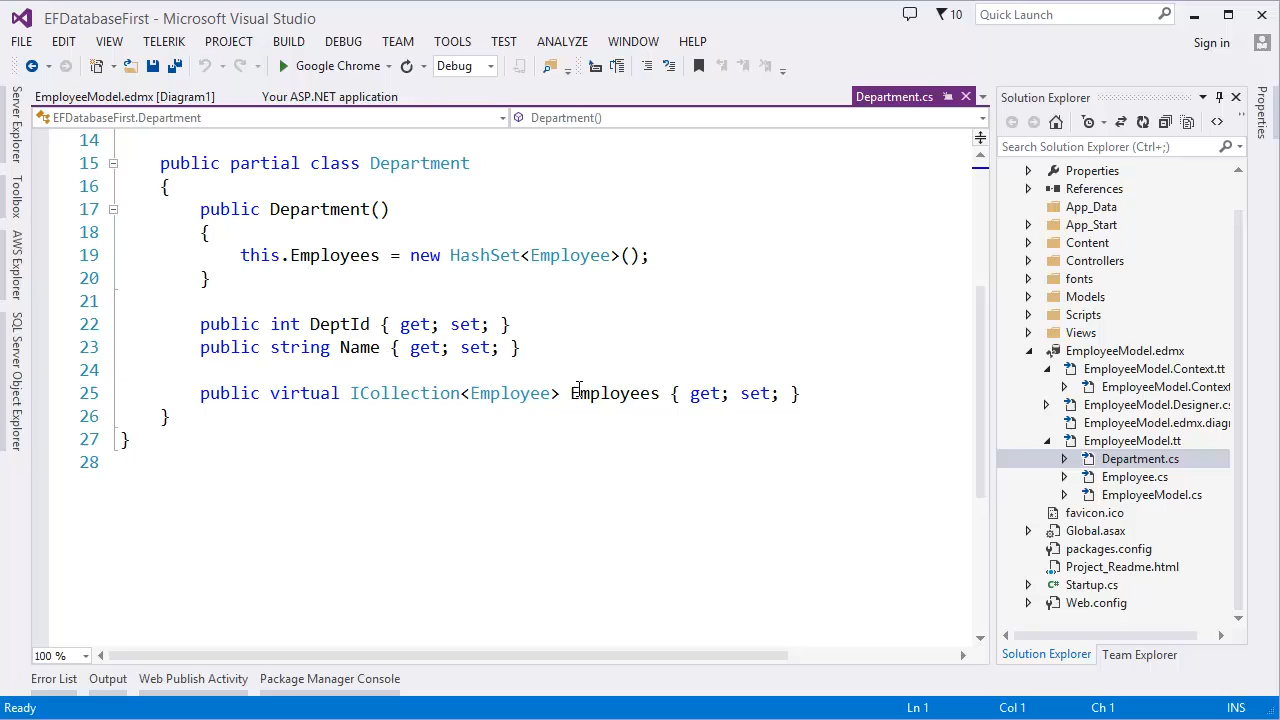 EFDatabaseFirst - Microsoft Visual Studio
10
Quick Launch (Ctrl+Q)
FILE EDIT VIEW TELERIK PROJECT BUILD DEBUG TEAM TOOLS TEST ANALYZE WINDOW HELP
Sign in
Google Chrome
Debug
EmployeeModel.edmx [Diagram1] Your ASP.NET application Department.cs
EFDatabaseFirst.Department Department()
Server Explorer
Toolbox
AWS Explorer
SQL Server Object Explorer
14
15 public partial class Department
16 {
17 public Department()
18 {
19 this.Employees = new HashSet<Employee>();
20 }
21
22 public int DeptId { get; set; }
23 public string Name { get; set; }
24
25 public virtual ICollection<Employee> Employees { get; set; }
26 }
27 }
28
100 %
Solution Explorer
Search Solution Explorer (Ctrl+;)
Properties
References
App_Data
App_Start
Content
Controllers
fonts
Models
Scripts
Views
EmployeeModel.edmx
EmployeeModel.Context.tt
EmployeeModel.Context
EmployeeModel.Designer.cs
EmployeeModel.edmx.diagr
EmployeeModel.tt
Department.cs
Employee.cs
EmployeeModel.cs
favicon.ico
Global.asax
packages.config
Project_Readme.html
Startup.cs
Web.config
Solution Explorer Team Explorer
Properties
Error List Output Web Publish Activity Package Manager Console
Ready Ln 1 Col 1 Ch 1 INS